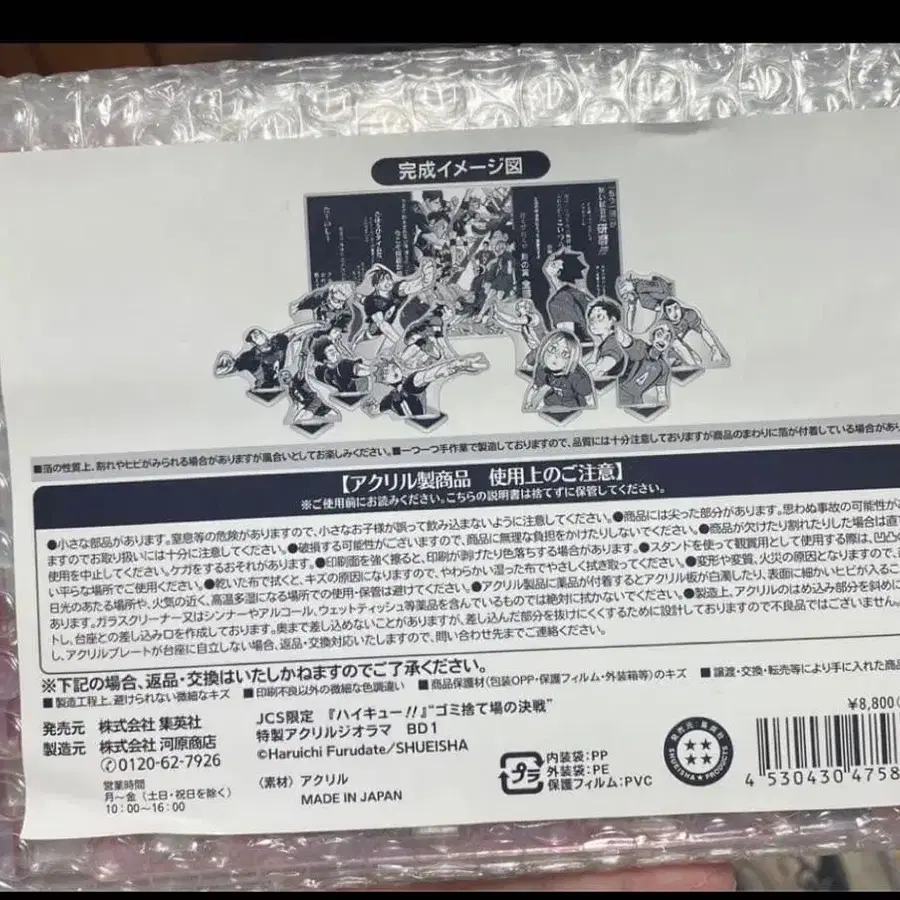 完成イメージ図
■箔の性質上、割れやヒビがみられる場合がありますが風合いとしてお楽しみください。■一つ一つ手作業で製造しておりますので、品質には十分注意しておりますが商品のまわりに箔が付着している場合があり
【アクリル製商品 使用上のご注意】
※ご使用前にお読みください。こちらの説明書は捨てずに保管してください。
●小さな部品があります。窒息等の危険がありますので、小さなお子様が誤って飲み込まないように注意してください。●商品には尖った部分があります。思わぬ事故の可能性が
ますのでお取り扱いには十分に注意してください。●破損する可能性がございますので、商品に無理な負担をかけたりしないでください。●商品が欠けたり割れたりした場合は直
使用を中止してください。ケガをするおそれがあります。●印刷面を強く擦ると、印刷が剥げたり色落ちする場合があります。●スタンドを使って観賞用として使用する際は、凹凸の
い平らな場所でご使用ください。●乾いた布で拭くと、キズの原因になりますので、やわらかい湿った布でやさしく拭き取ってください。●変形や変質、火災の原因となりますので、
日光のあたる場所や、火気の近く、高温多湿になる場所での使用・保管は避けてください。●アクリル製品に薬品が付着するとアクリル板が白濁したり、表面に細かいヒビが入るこ
あります。ガラスクリーナー又はシンナーやアルコール、ウェットティッシュ等薬品を含んでいるものでは絶対に拭かないでください。●製造上、アクリルのはめ込み部分を斜めに
トし、台座との差し込み口を作成しております。奥まで差し込めないことがありますが、差し込んだ部分を抜けにくくするために設計しておりますので不良品ではございません。
し、アクリルプレートが台座に自立しない場合、返品・交換対応いたしますので、問い合わせ先までご連絡ください。
※下記の場合、返品・交換はいたしかねますのでご了承ください。
■製造工程上、避けられない微細なキズ ■印刷不良以外の微細な色調違い ■商品保護材(包装OPP・保護フィルム・外装箱等)のキズ ■譲渡・交換・転売等により手に入れた商品
発売元 株式会社 集英社
製造元 株式会社 河原商店
✆0120-62-7926
営業時間
月〜金(土日・祝日を除く)
10:00〜16:00
JCS限定 『ハイキュー!!』“ゴミ捨て場の決戦”
特製アクリルジオラマ BD1
©Haruichi Furudate/SHUEISHA
〈素材〉アクリル
MADE IN JAPAN
プラ
内装袋:PP
外装袋:PE
保護フィルム:PVC
発売元:集英社
SHUEISHA PRODUCT
¥8,800(
4 530430 4758